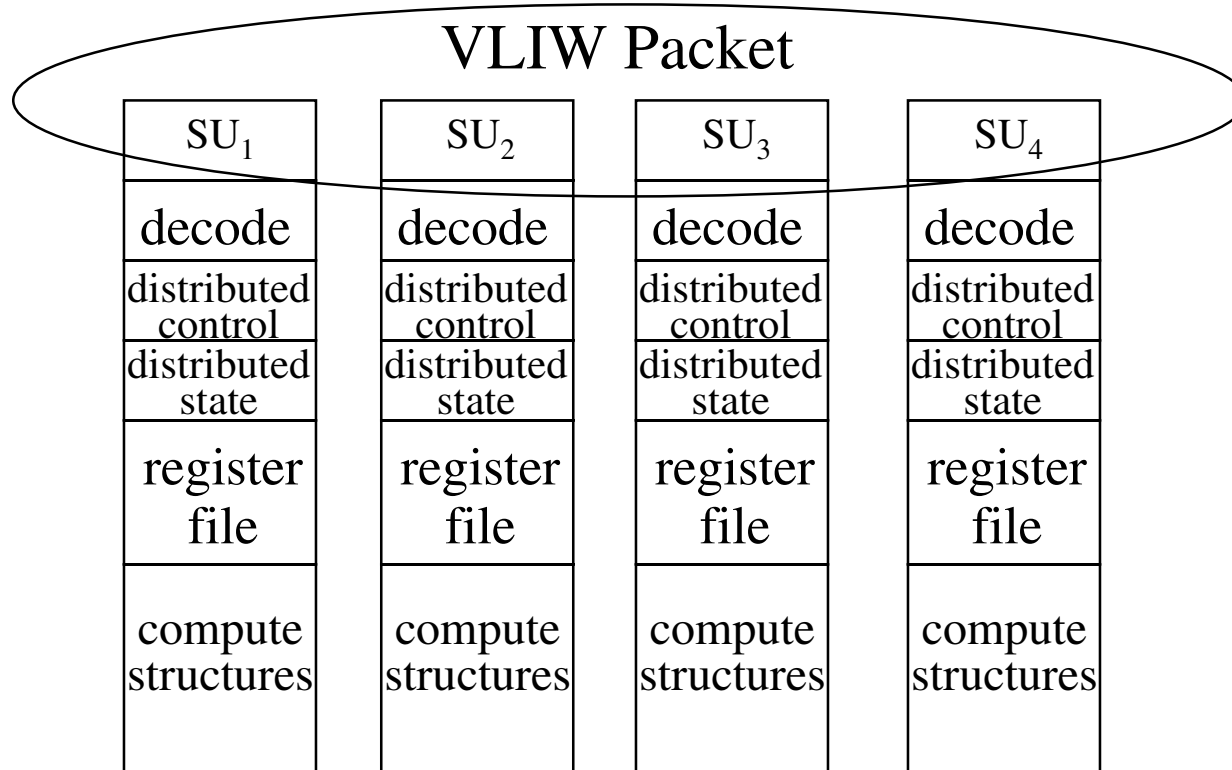 VLIW Packet
SU1 SU2 SU3 SU4
decode decode decode decode
distributed distributed distributed distributed
control control control control
distributed distributed distributed distributed
state state state state
register register register register
file file file file
compute compute compute compute
structures structures structures structures